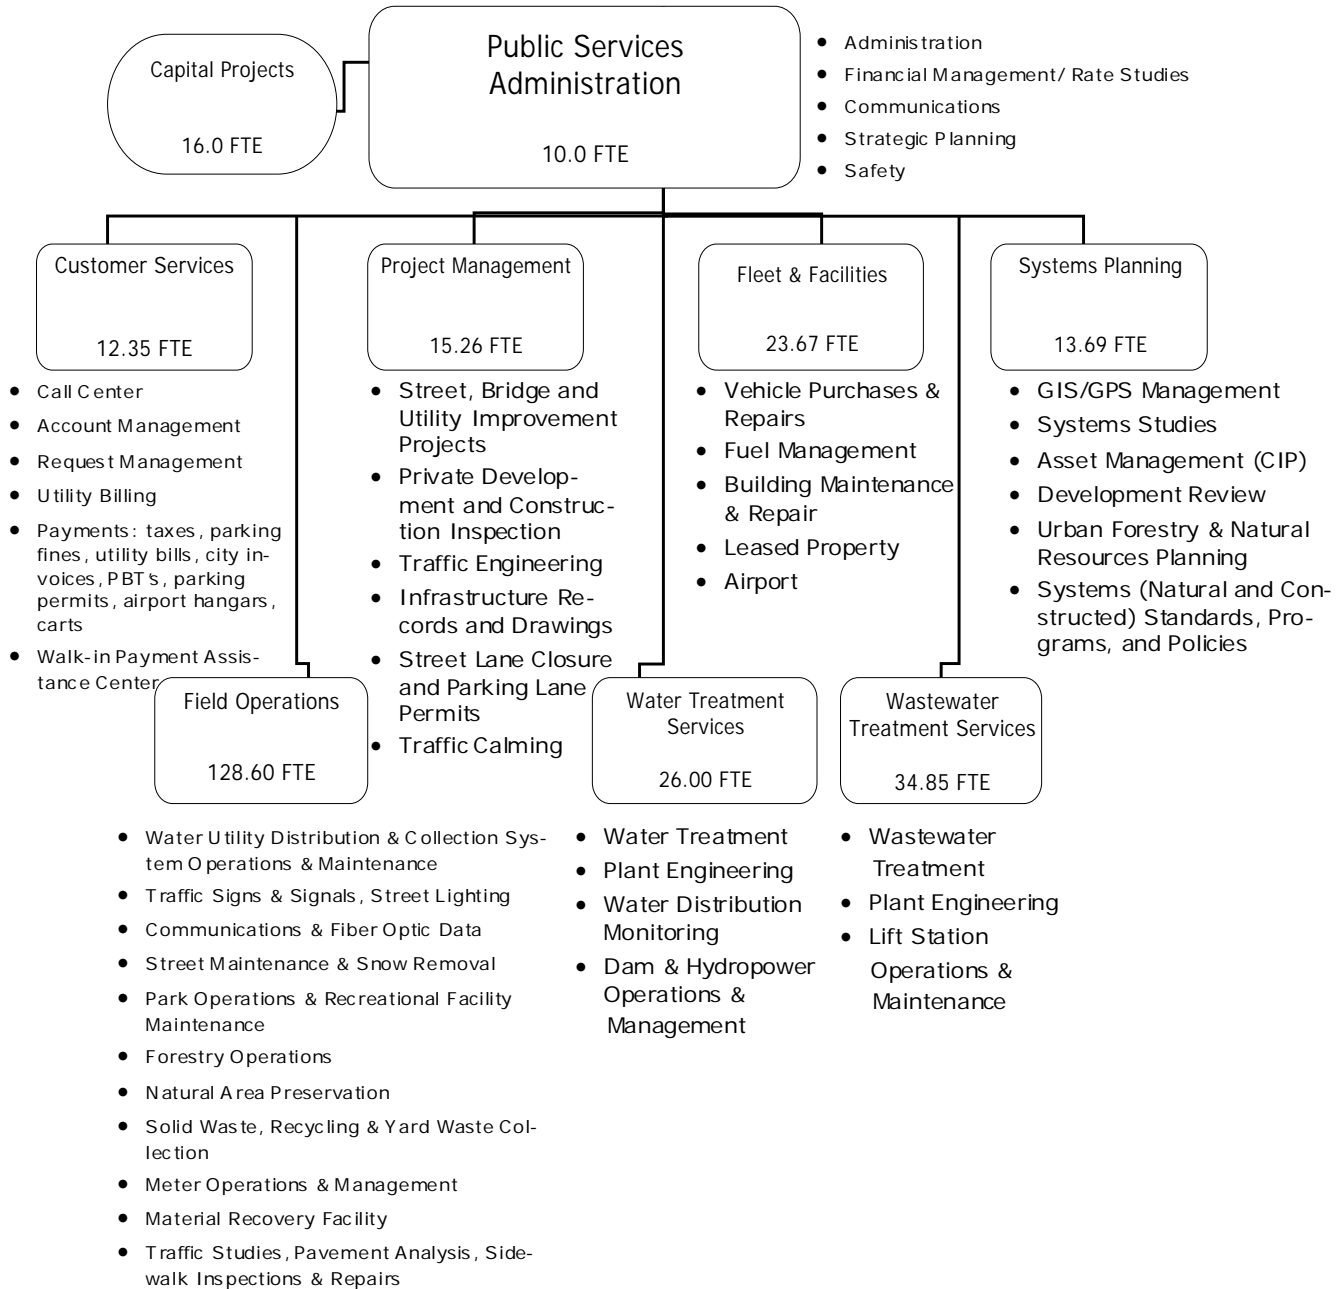 Public Services
Administration
10.0 FTE
Capital Projects
16.0 FTE
• Administration
• Financial Management/ Rate Studies
• Communications
• Strategic Planning
• Safety
Customer Services
12.35 FTE
• Call Center
• Account Management
• Request Management
• Utility Billing
• Payments: taxes, parking
fines, utility bills, city in-
voices, PBT's, parking
permits, airport hangars,
carts
• Walk-in Payment Assis-
tance Center
Project Management
15.26 FTE
• Street, Bridge and
Utility Improvement
Projects
• Private Develop-
ment and Construc-
tion Inspection
• Traffic Engineering
• Infrastructure Re-
cords and Drawings
• Street Lane Closure
and Parking Lane
Permits
• Traffic Calming
Fleet & Facilities
23.67 FTE
• Vehicle Purchases &
Repairs
• Fuel Management
• Building Maintenance
& Repair
• Leased Property
• Airport
Systems Planning
13.69 FTE
• GIS/GPS Management
• Systems Studies
• Asset Management (CIP)
• Development Review
• Urban Forestry & Natural
Resources Planning
• Systems (Natural and Con-
structed) Standards, Pro-
grams, and Policies
Field Operations
128.60 FTE
• Water Utility Distribution & Collection Sys-
tem Operations & Maintenance
• Traffic Signs & Signals, Street Lighting
• Communications & Fiber Optic Data
• Street Maintenance & Snow Removal
• Park Operations & Recreational Facility
Maintenance
• Forestry Operations
• Natural Area Preservation
• Solid Waste, Recycling & Yard Waste Col-
lection
• Meter Operations & Management
• Material Recovery Facility
• Traffic Studies, Pavement Analysis, Side-
walk Inspections & Repairs
Water Treatment
Services
26.00 FTE
• Water Treatment
• Plant Engineering
• Water Distribution
Monitoring
• Dam & Hydropower
Operations &
Management
Wastewater
Treatment Services
34.85 FTE
• Wastewater
Treatment
• Plant Engineering
• Lift Station
Operations &
Maintenance